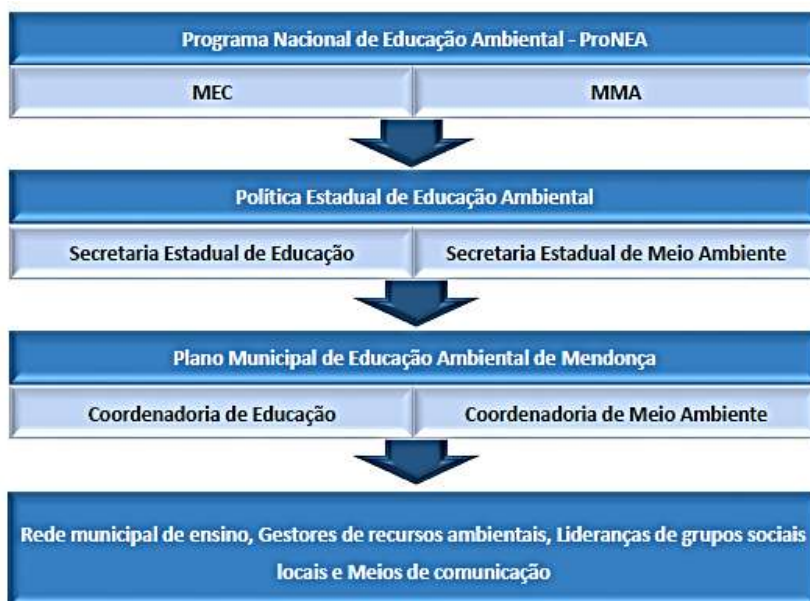 Programa Nacional de Educação Ambiental - ProNEA
MEC
MMA
Política Estadual de Educação Ambiental
Secretaria Estadual de Educação
Secretaria Estadual de Meio Ambiente
Plano Municipal de Educação Ambiental de Mendonça
Coordenadoria de Educação
Coordenadoria de Meio Ambiente
Rede municipal de ensino, Gestores de recursos ambientais, Lideranças de grupos sociais
locais e Meios de comunicação